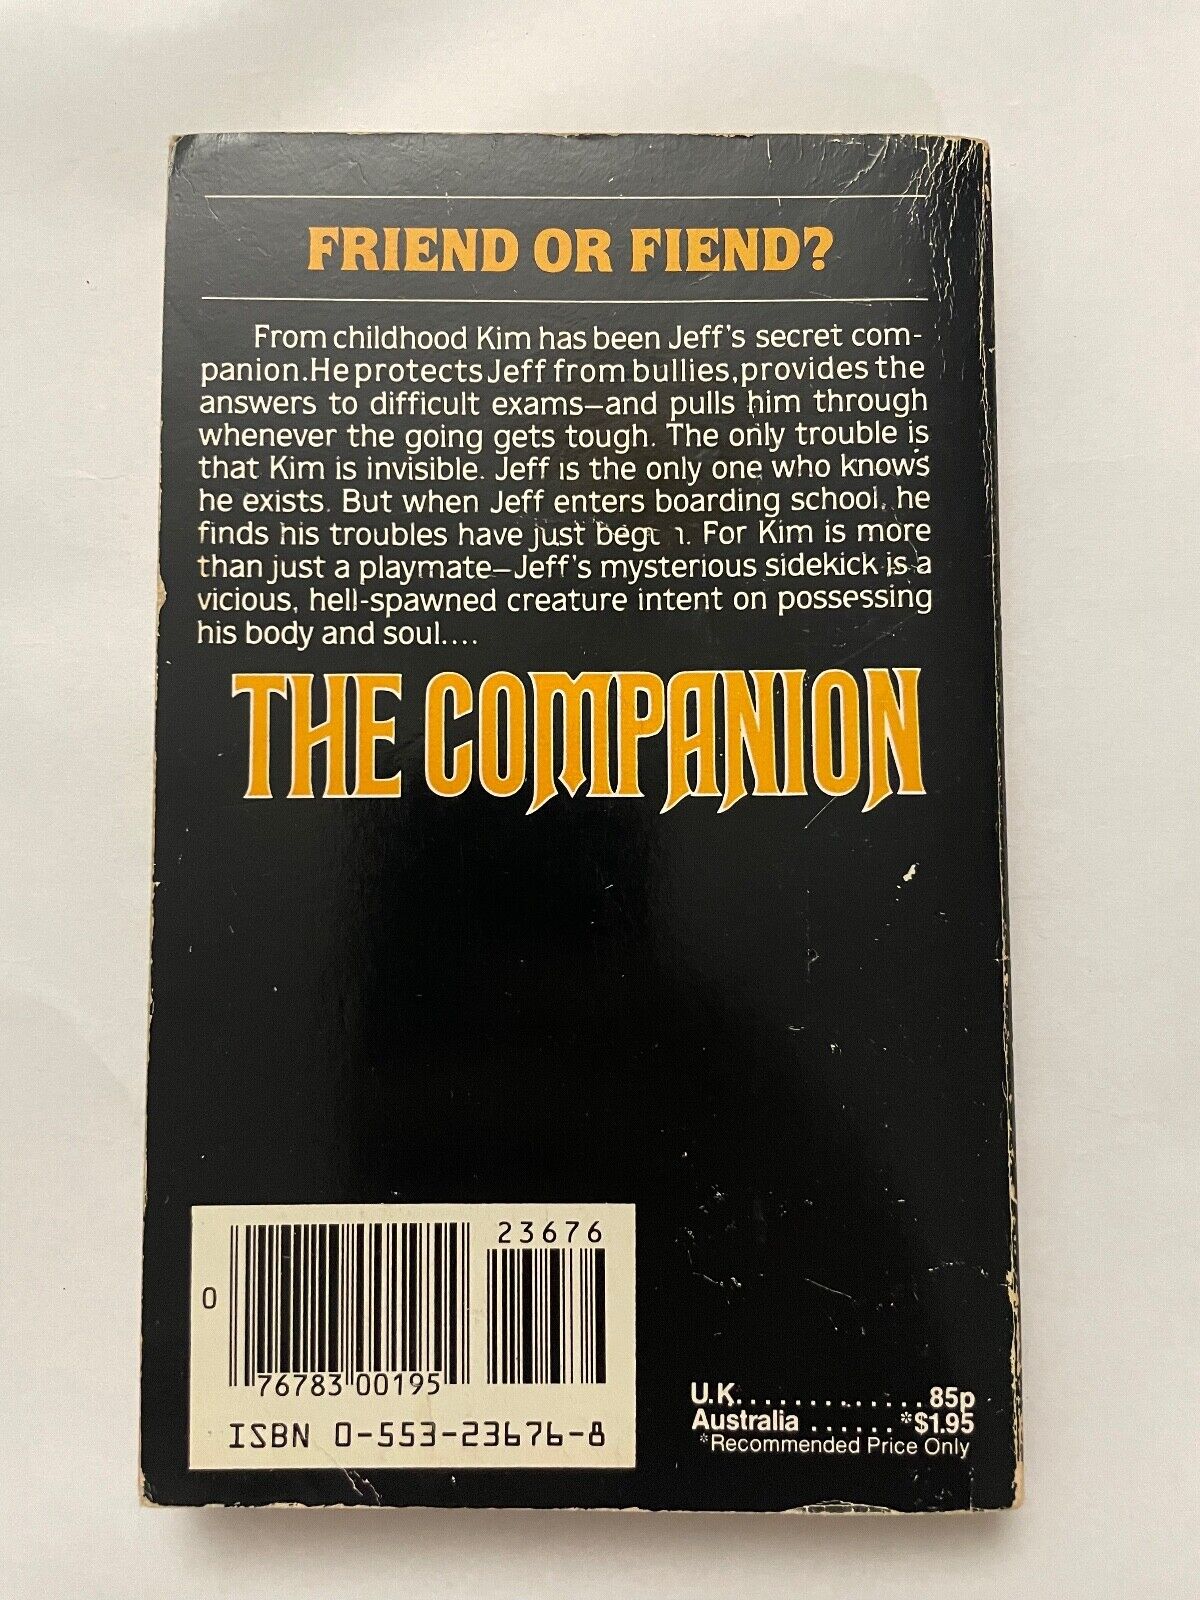 FRIEND OR FIEND?
From childhood Kim has been Jeff's secret com-
panion. He protects Jeff from bullies, provides the
answers to difficult exams—and pulls him through
whenever the going gets tough. The only trouble is
that Kim is invisible. Jeff is the only one who knows
he exists. But when Jeff enters boarding school, he
finds his troubles have just begun. For Kim is more
than just a playmate—Jeff's mysterious sidekick is a
vicious, hell-spawned creature intent on possessing
his body and soul....
THE COMPANION
23676
0
76783 00195
ISBN 0-553-23676-8
U.K. . . . . . . . . . . . . . 85p
Australia . . . . . . *$1.95
*Recommended Price Only